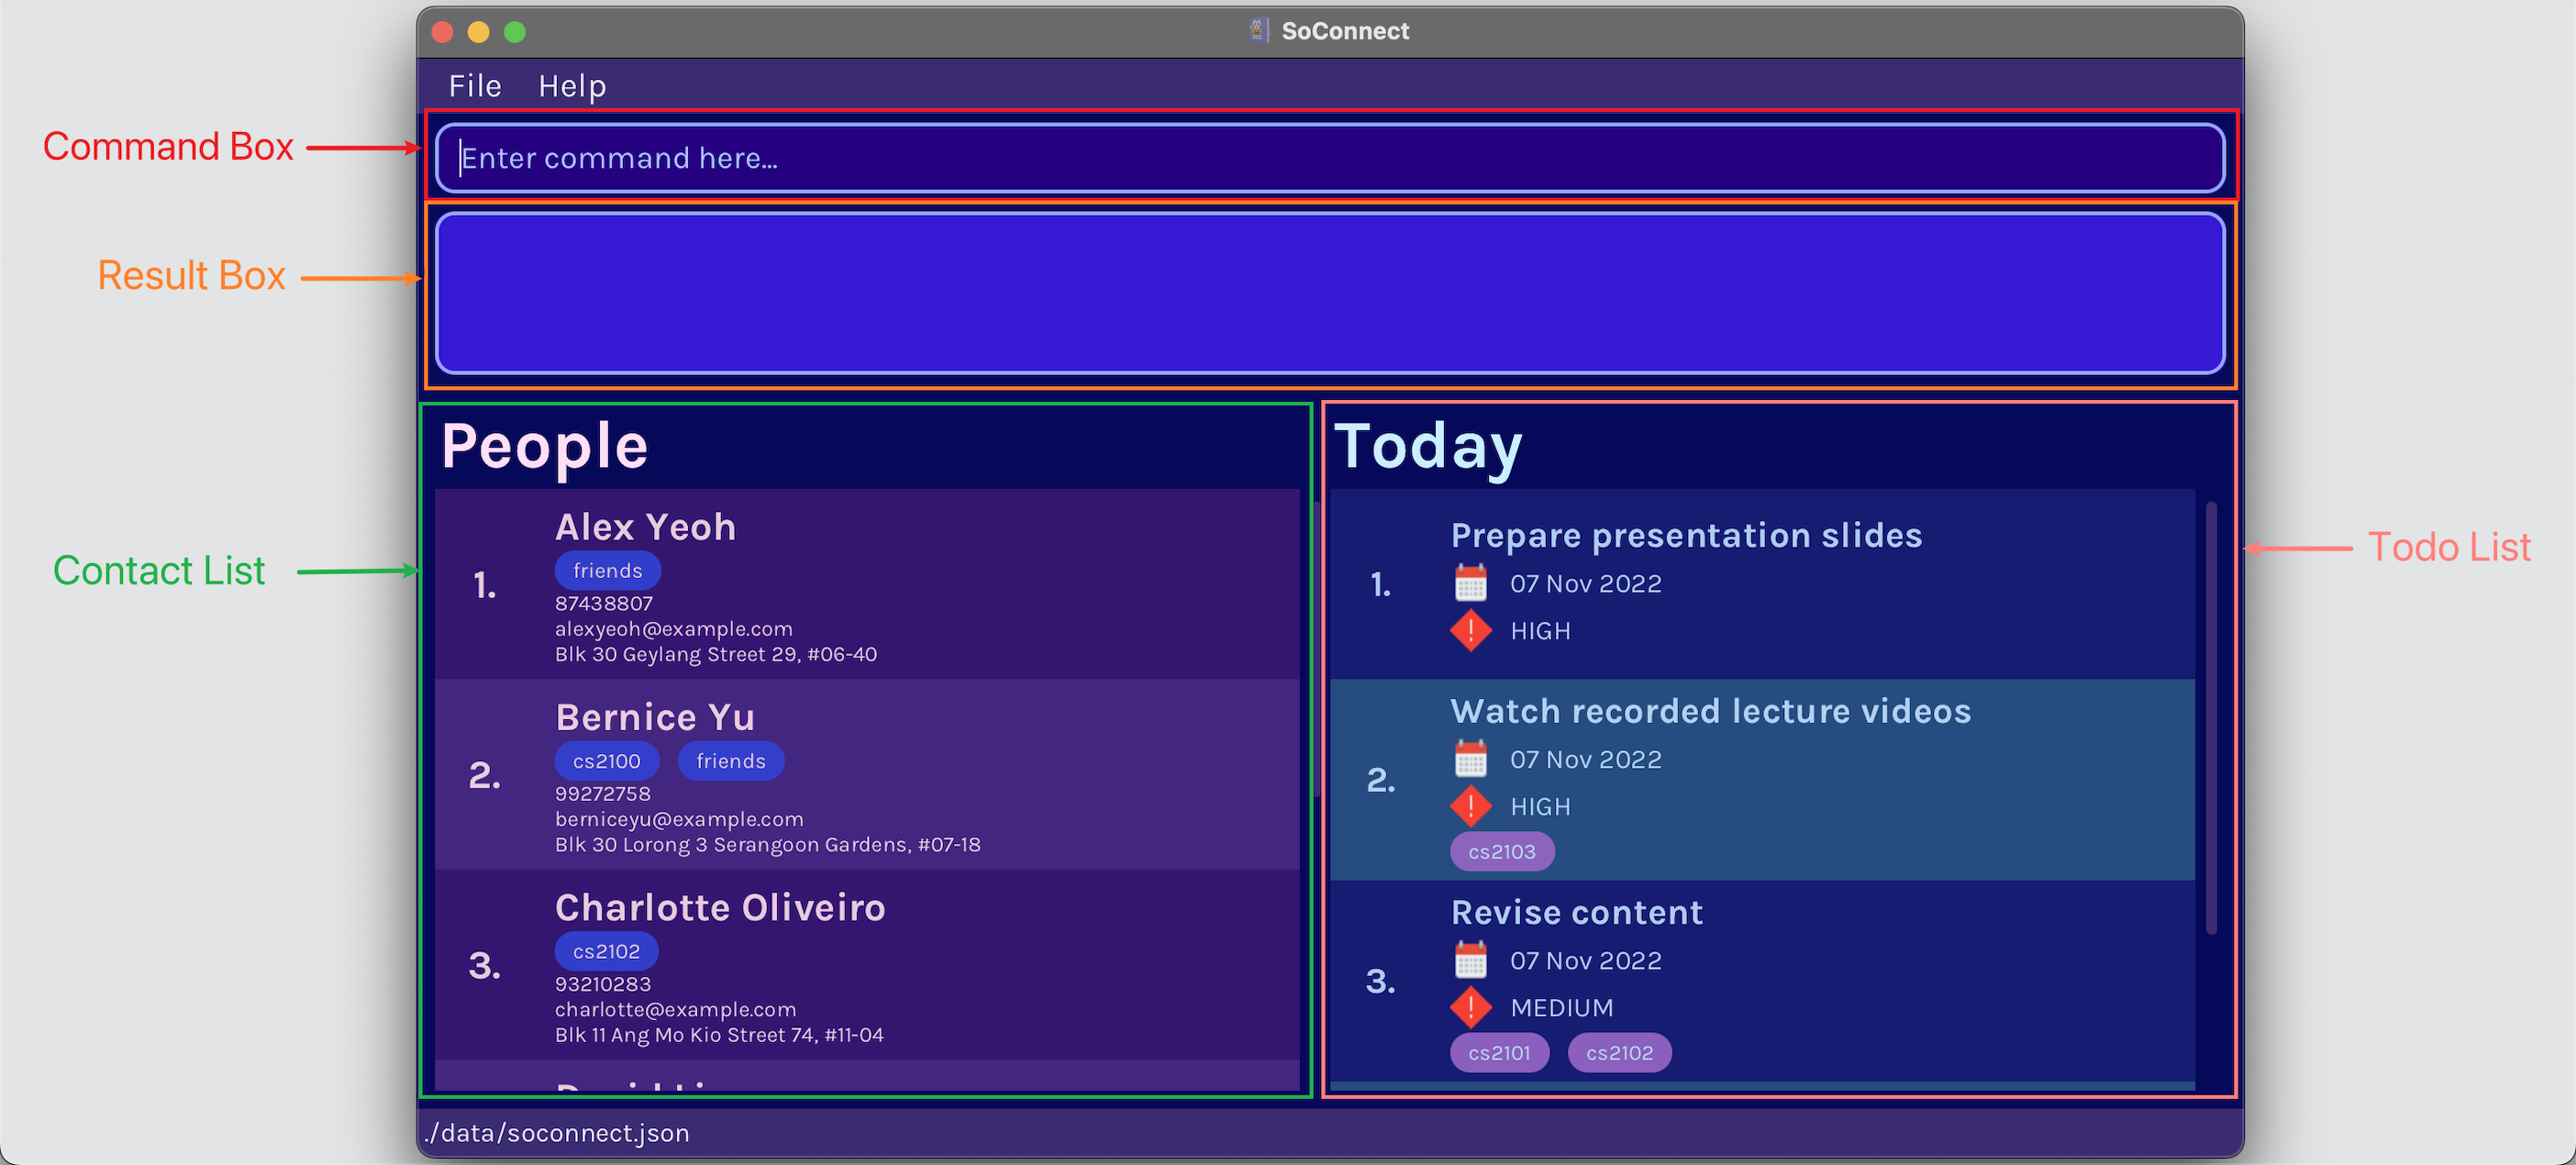 SoConnect
File Help
Command Box
Enter command here...
Result Box
People
Contact List
1.
Alex Yeoh
friends
87438807
alexyeoh@example.com
Blk 30 Geylang Street 29, #06-40
2.
Bernice Yu
cs2100 friends
99272758
berniceyu@example.com
Blk 30 Lorong 3 Serangoon Gardens, #07-18
3.
Charlotte Oliveiro
cs2102
93210283
charlotte@example.com
Blk 11 Ang Mo Kio Street 74, #11-04
Today
Todo List
1.
Prepare presentation slides
07 Nov 2022
HIGH
2.
Watch recorded lecture videos
07 Nov 2022
HIGH
cs2103
3.
Revise content
07 Nov 2022
MEDIUM
cs2101 cs2102
./data/soconnect.json